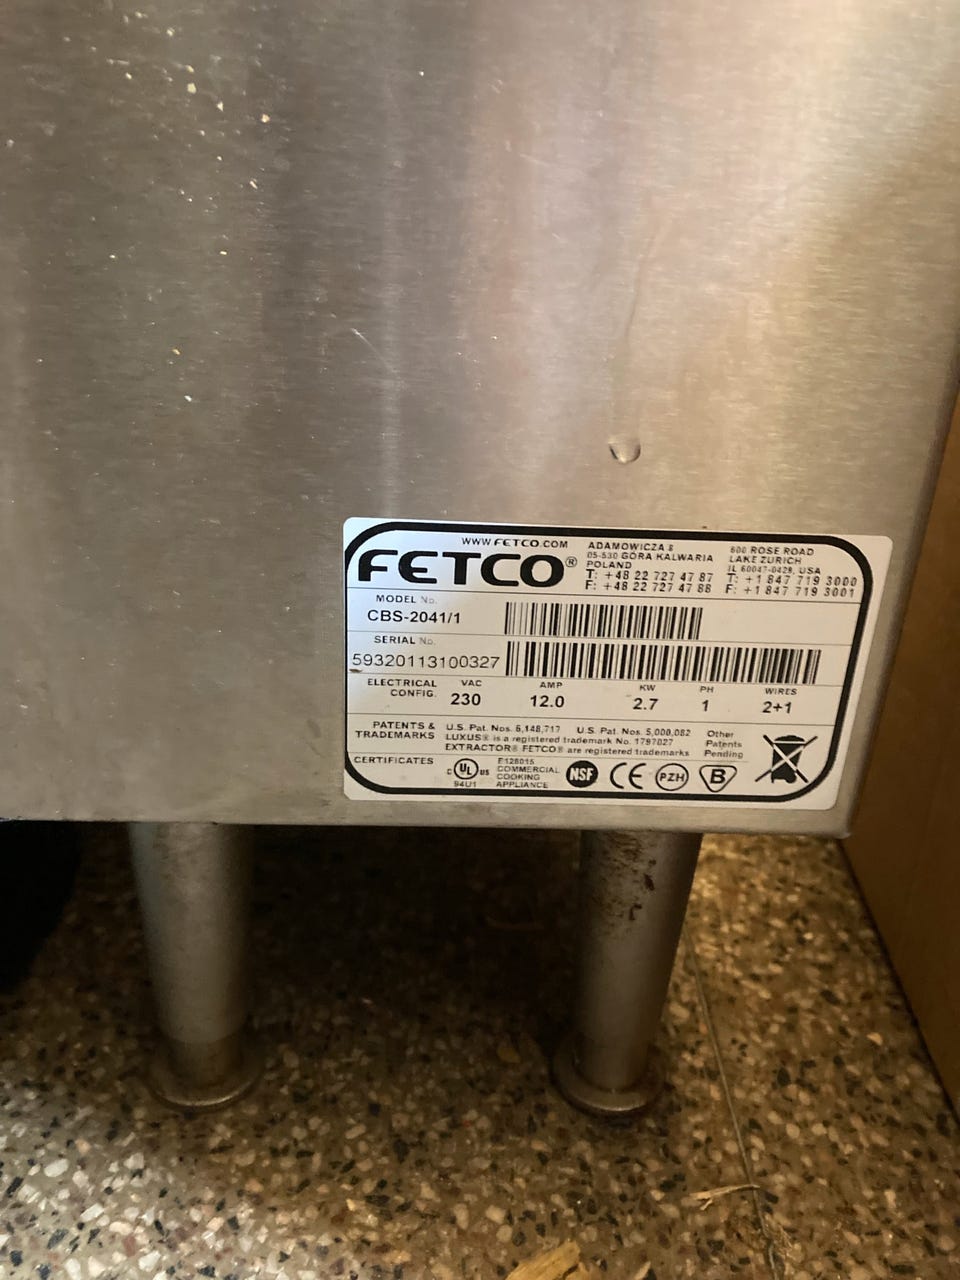 WWW.FETCO.COM
FETCO®
ADAMOWICZA 8
05-530 GÓRA KALWARIA
POLAND
T: +48 22 727 47 87
F: +48 22 727 47 88
600 ROSE ROAD
LAKE ZURICH
IL 60047-0429, USA
T: +1 847 719 3000
F: +1 847 719 3001
MODEL No.
CBS-2041/1
SERIAL No.
59320113100327
ELECTRICAL CONFIG.
VAC AMP KW PH WIRES
230 12.0 2.7 1 2+1
PATENTS & TRADEMARKS
U.S. Pat. Nos. 6,148,717 U.S. Pat. Nos. 5,000,082
LUXUS® is a registered trademark No. 1797027
EXTRACTOR® FETCO® are registered trademarks
Other
Patents
Pending
CERTIFICATES
C UL US
94U1
E128015
COMMERCIAL
COOKING
APPLIANCE
NSF
CE
PZH
B